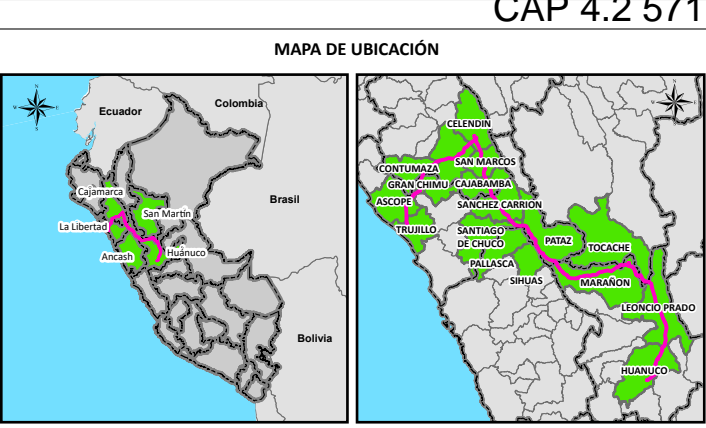 CAP 4.2 571
MAPA DE UBICACIÓN
N
W
E
S
Ecuador
Colombia
Cajamarca
San Martín
Brasil
La Libertad
Huánuco
Ancash
Bolivia
N
W
E
S
CELENDIN
SAN MARCOS
CONTUMAZA
GRAN CHIMU
CAJABAMBA
ASCOPE
SANCHEZ CARRION
TRUJILLO
SANTIAGO
DE CHUCO
PATAZ
TOCACHE
PALLASCA
SIHUAS
MARAÑON
LEONCIO PRADO
HUANUCO